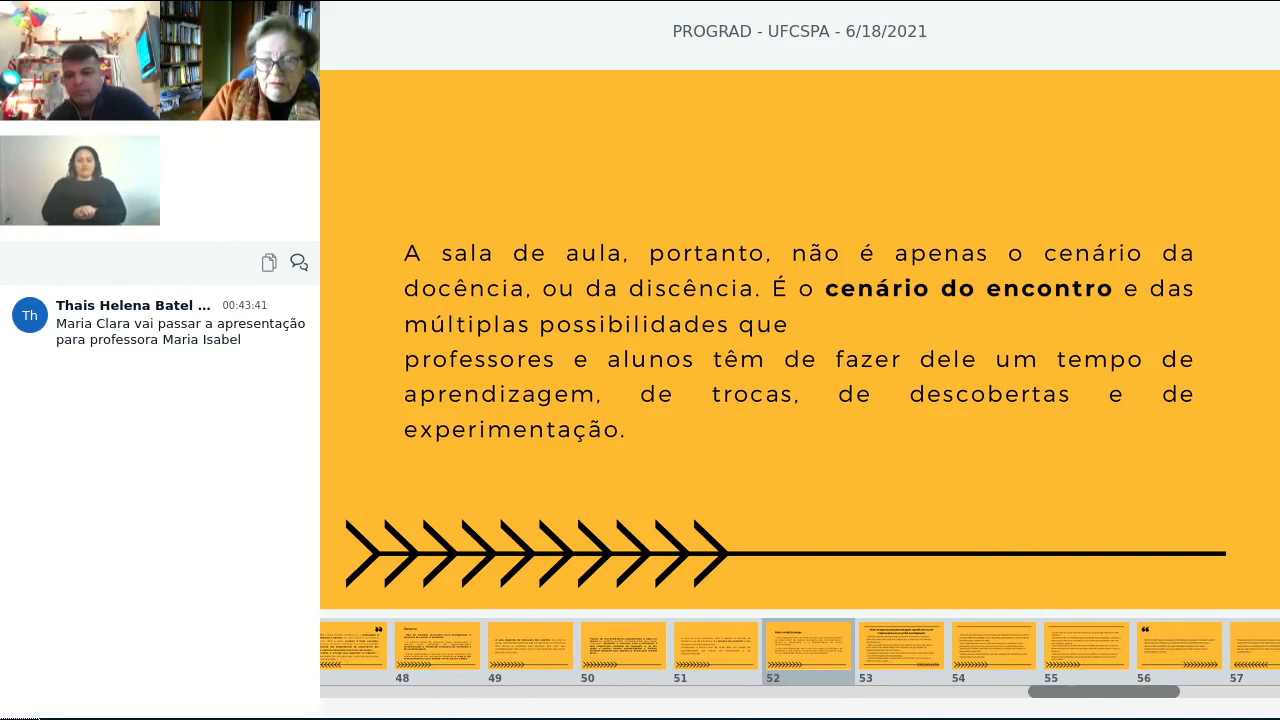 PROGRAD - UFCSPA - 6/18/2021
Th
Thais Helena Batel ... 00:43:41
Maria Clara vai passar a apresentação
para professora Maria Isabel
A sala de aula, portanto, não é apenas o cenário da
docência, ou da discência. É o cenário do encontro e das
múltiplas possibilidades que
professores e alunos têm de fazer dele um tempo de
aprendizagem, de trocas, de descobertas e de
experimentação.
48 49 50 51 52 53 54 55 56 57